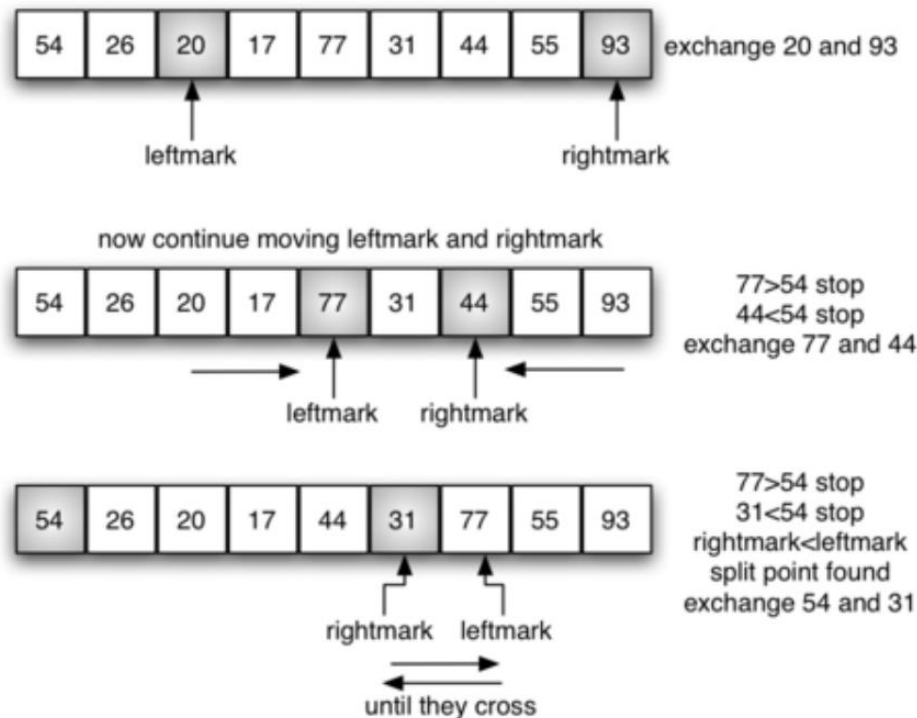 54 26 20 17 77 31 44 55 93 exchange 20 and 93
leftmark rightmark
now continue moving leftmark and rightmark
54 26 20 17 77 31 44 55 93
77>54 stop
44<54 stop
exchange 77 and 44
leftmark rightmark
54 26 20 17 44 31 77 55 93
77>54 stop
31<54 stop
rightmark<leftmark
split point found
exchange 54 and 31
rightmark leftmark
until they cross